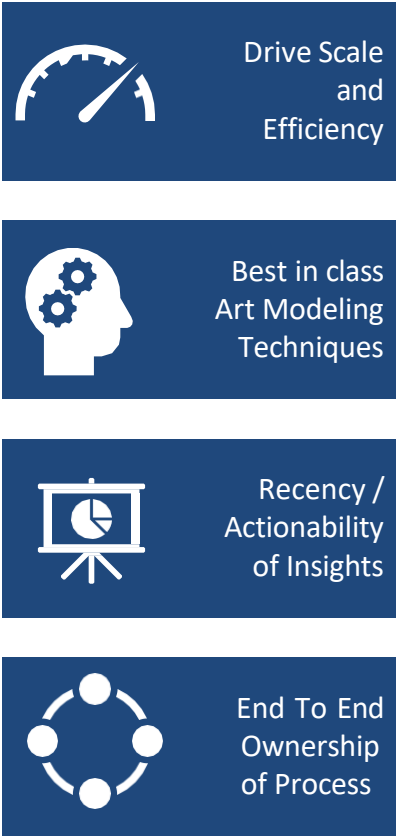 Drive Scale
and
Efficiency
Best in class
Art Modeling
Techniques
Recency /
Actionability
of Insights
End To End
Ownership
of Process